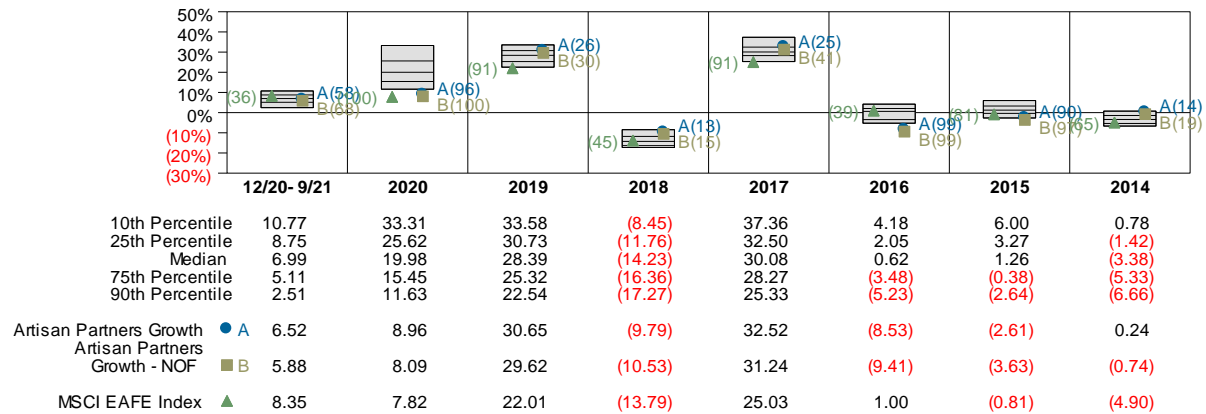 50%
40%
30%
20%
10%
0%
(10%)
(20%)
(30%)
(36) A(58) B(68)
(100) A(96) B(100)
(91) A(26) B(30)
(45) A(13) B(15)
(91) A(25) B(41)
(39) A(99) B(99)
(81) A(90) B(97)
(65) A(14) B(19)
12/20- 9/21 2020 2019 2018 2017 2016 2015 2014
10th Percentile 10.77 33.31 33.58 (8.45) 37.36 4.18 6.00 0.78
25th Percentile 8.75 25.62 30.73 (11.76) 32.50 2.05 3.27 (1.42)
Median 6.99 19.98 28.39 (14.23) 30.08 0.62 1.26 (3.38)
75th Percentile 5.11 15.45 25.32 (16.36) 28.27 (3.48) (0.38) (5.33)
90th Percentile 2.51 11.63 22.54 (17.27) 25.33 (5.23) (2.64) (6.66)
Artisan Partners Growth A 6.52 8.96 30.65 (9.79) 32.52 (8.53) (2.61) 0.24
Artisan Partners
Growth - NOF B 5.88 8.09 29.62 (10.53) 31.24 (9.41) (3.63) (0.74)
MSCI EAFE Index 8.35 7.82 22.01 (13.79) 25.03 1.00 (0.81) (4.90)